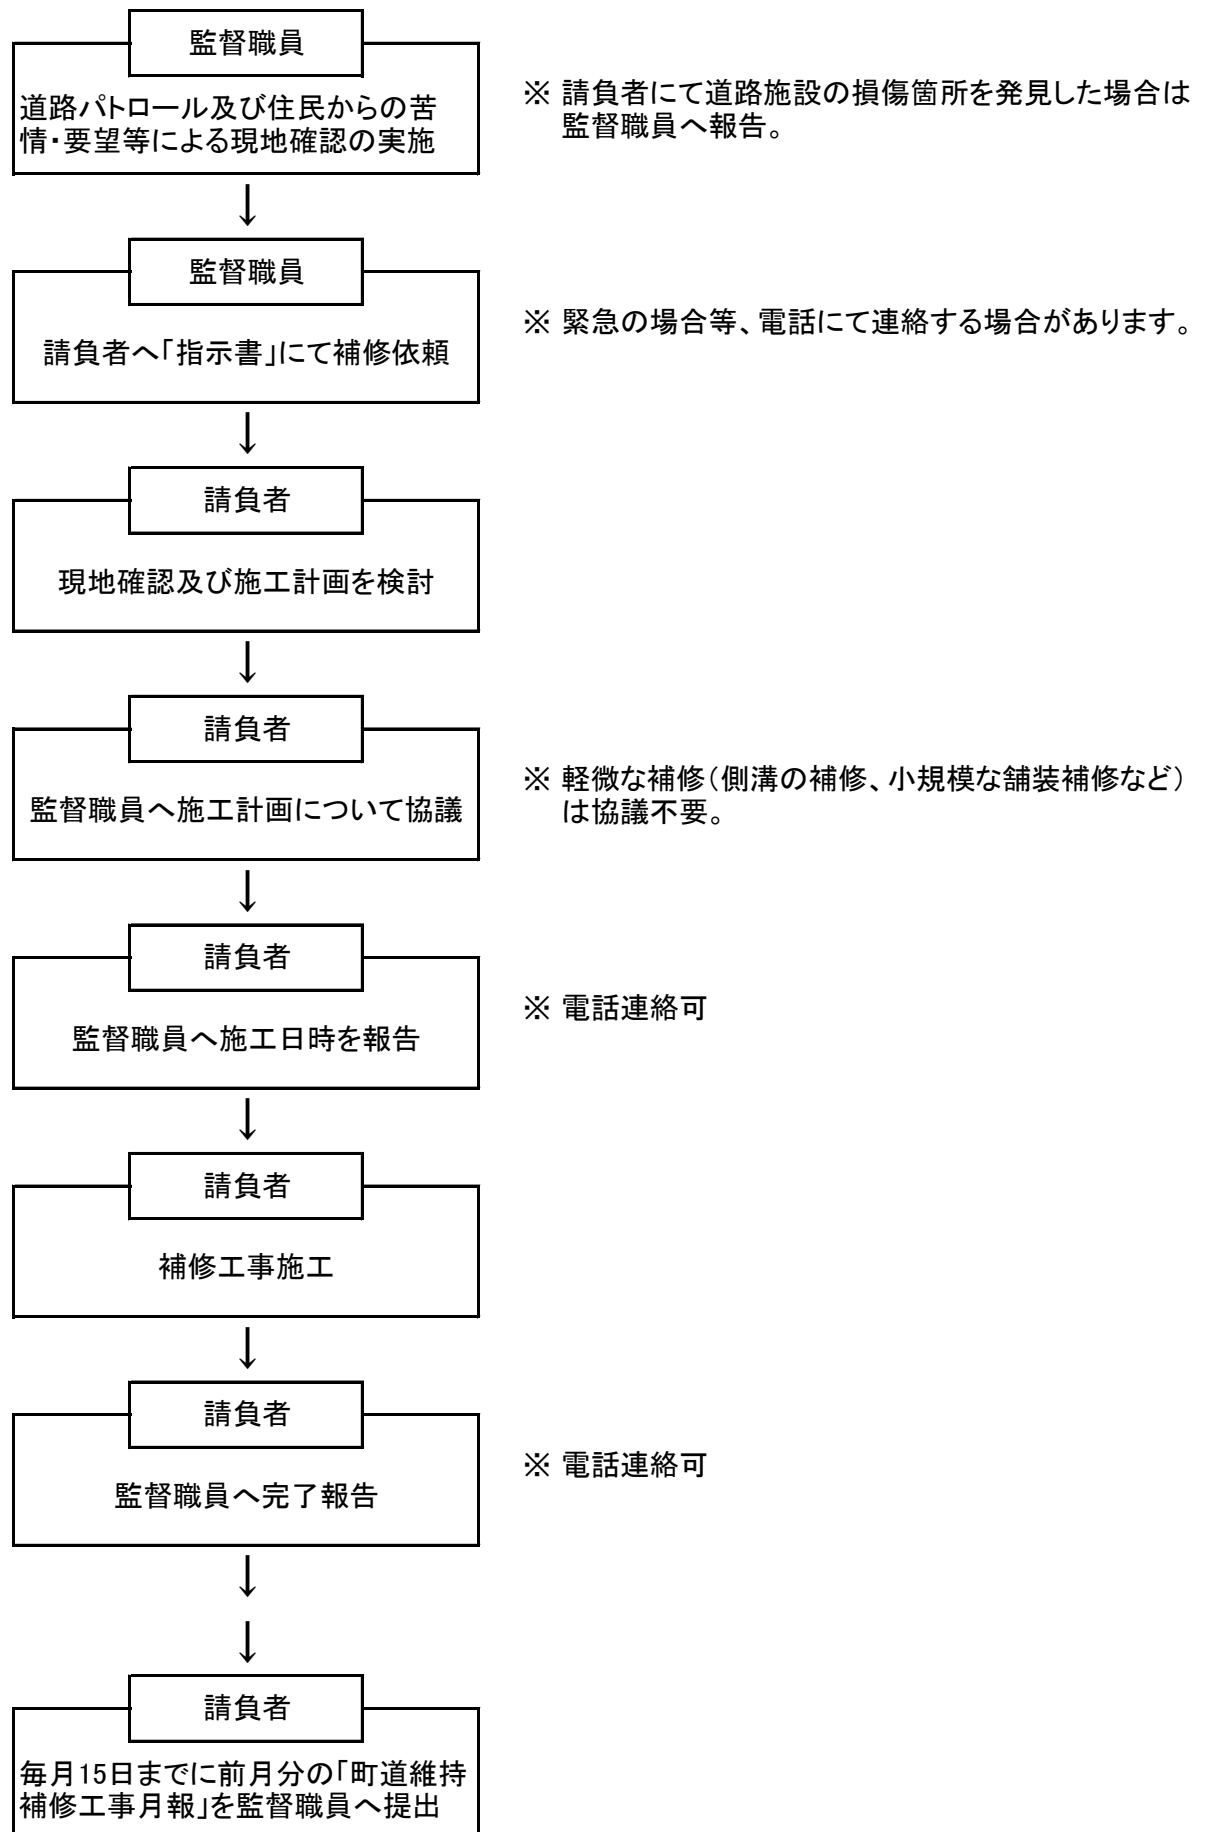 監督職員
道路パトロール及び住民からの苦
情・要望等による現地確認の実施
※ 請負者にて道路施設の損傷箇所を発見した場合は
監督職員へ報告。
↓
監督職員
請負者へ「指示書」にて補修依頼
※ 緊急の場合等、電話にて連絡する場合があります。
↓
請負者
現地確認及び施工計画を検討
↓
請負者
監督職員へ施工計画について協議
※ 軽微な補修(側溝の補修、小規模な舗装補修など)
は協議不要。
↓
請負者
監督職員へ施工日時を報告
※ 電話連絡可
↓
請負者
補修工事施工
↓
請負者
監督職員へ完了報告
※ 電話連絡可
↓
↓
請負者
毎月15日までに前月分の「町道維持
補修工事月報」を監督職員へ提出